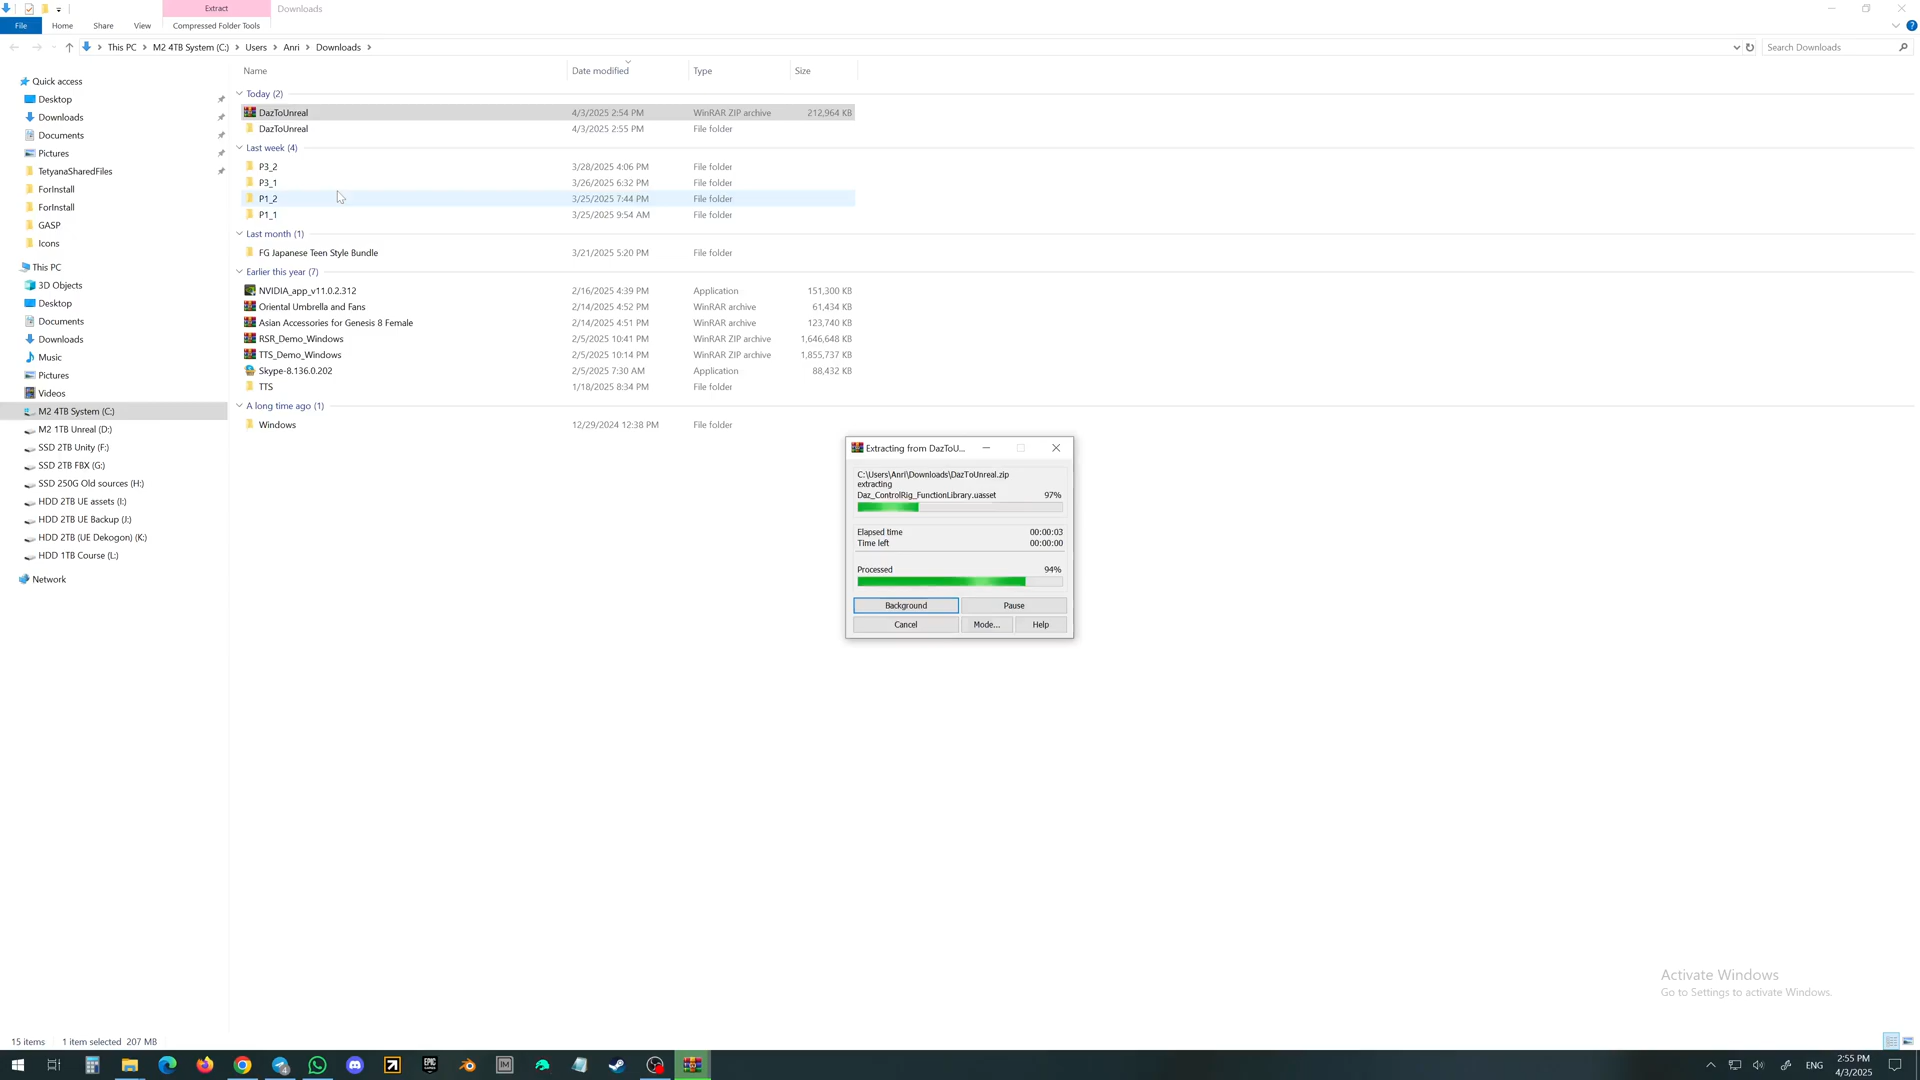 Extract
Downloads
File
Home
Share
View
Compressed Folder Tools
This PC
M2 4TB System (C:)
Users
Anri
Downloads
Search Downloads
Name
Date modified
Type
Size
Quick access
Desktop
Downloads
Documents
Pictures
TetyanaSharedFiles
ForInstall
ForInstall
GASP
Icons
This PC
3D Objects
Desktop
Documents
Downloads
Music
Pictures
Videos
M2 4TB System (C:)
M2 1TB Unreal (D:)
SSD 2TB Unity (F:)
SSD 2TB FBX (G:)
SSD 250G Old sources (H:)
HDD 2TB UE assets (I:)
HDD 2TB UE Backup (J:)
HDD 2TB (UE Dekogon) (K:)
HDD 1TB Course (L:)
Network
Today (2)
DazToUnreal 4/3/2025 2:54 PM WinRAR ZIP archive 212,964 KB
DazToUnreal 4/3/2025 2:55 PM File folder
Last week (4)
P3_2 3/28/2025 4:06 PM File folder
P3_1 3/26/2025 6:32 PM File folder
P1_2 3/25/2025 7:44 PM File folder
P1_1 3/25/2025 9:54 AM File folder
Last month (1)
FG Japanese Teen Style Bundle 3/21/2025 5:20 PM File folder
Earlier this year (7)
NVIDIA_app_v11.0.2.312 2/16/2025 4:39 PM Application 151,300 KB
Oriental Umbrella and Fans 2/14/2025 4:52 PM WinRAR archive 61,434 KB
Asian Accessories for Genesis 8 Female 2/14/2025 4:51 PM WinRAR archive 123,740 KB
RSR_Demo_Windows 2/5/2025 10:41 PM WinRAR ZIP archive 1,646,648 KB
TTS_Demo_Windows 2/5/2025 10:14 PM WinRAR ZIP archive 1,855,737 KB
Skype-8.136.0.202 2/5/2025 7:30 AM Application 88,432 KB
TTS 1/18/2025 8:34 PM File folder
A long time ago (1)
Windows 12/29/2024 12:38 PM File folder
Extracting from DazToU...
C:\Users\Anri\Downloads\DazToUnreal.zip
extracting
Daz_ControlRig_FunctionLibrary.uasset 97%
Elapsed time 00:00:03
Time left 00:00:00
Processed 94%
Background Pause
Cancel Mode... Help
Activate Windows
Go to Settings to activate Windows.
15 items 1 item selected 207 MB
ENG
2:55 PM
4/3/2025